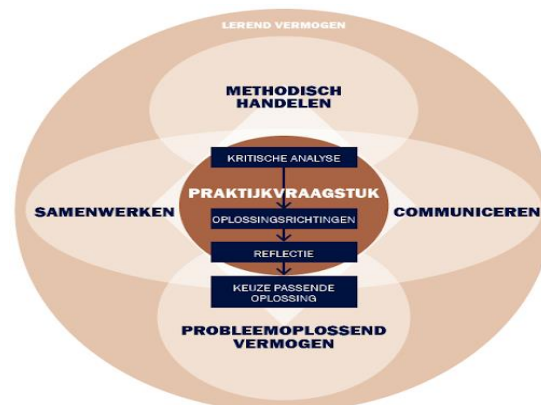 LEREND VERMOGEN
METHODISCH
HANDELEN
KRITISCHE ANALYSE
PRAKTIJKVRAAGSTUK
SAMENWERKEN
OPLOSSINGSRICHTINGEN
COMMUNICEREN
REFLECTIE
KEUZE PASSENDE
OPLOSSING
PROBLEEMOPLOSSEND
VERMOGEN